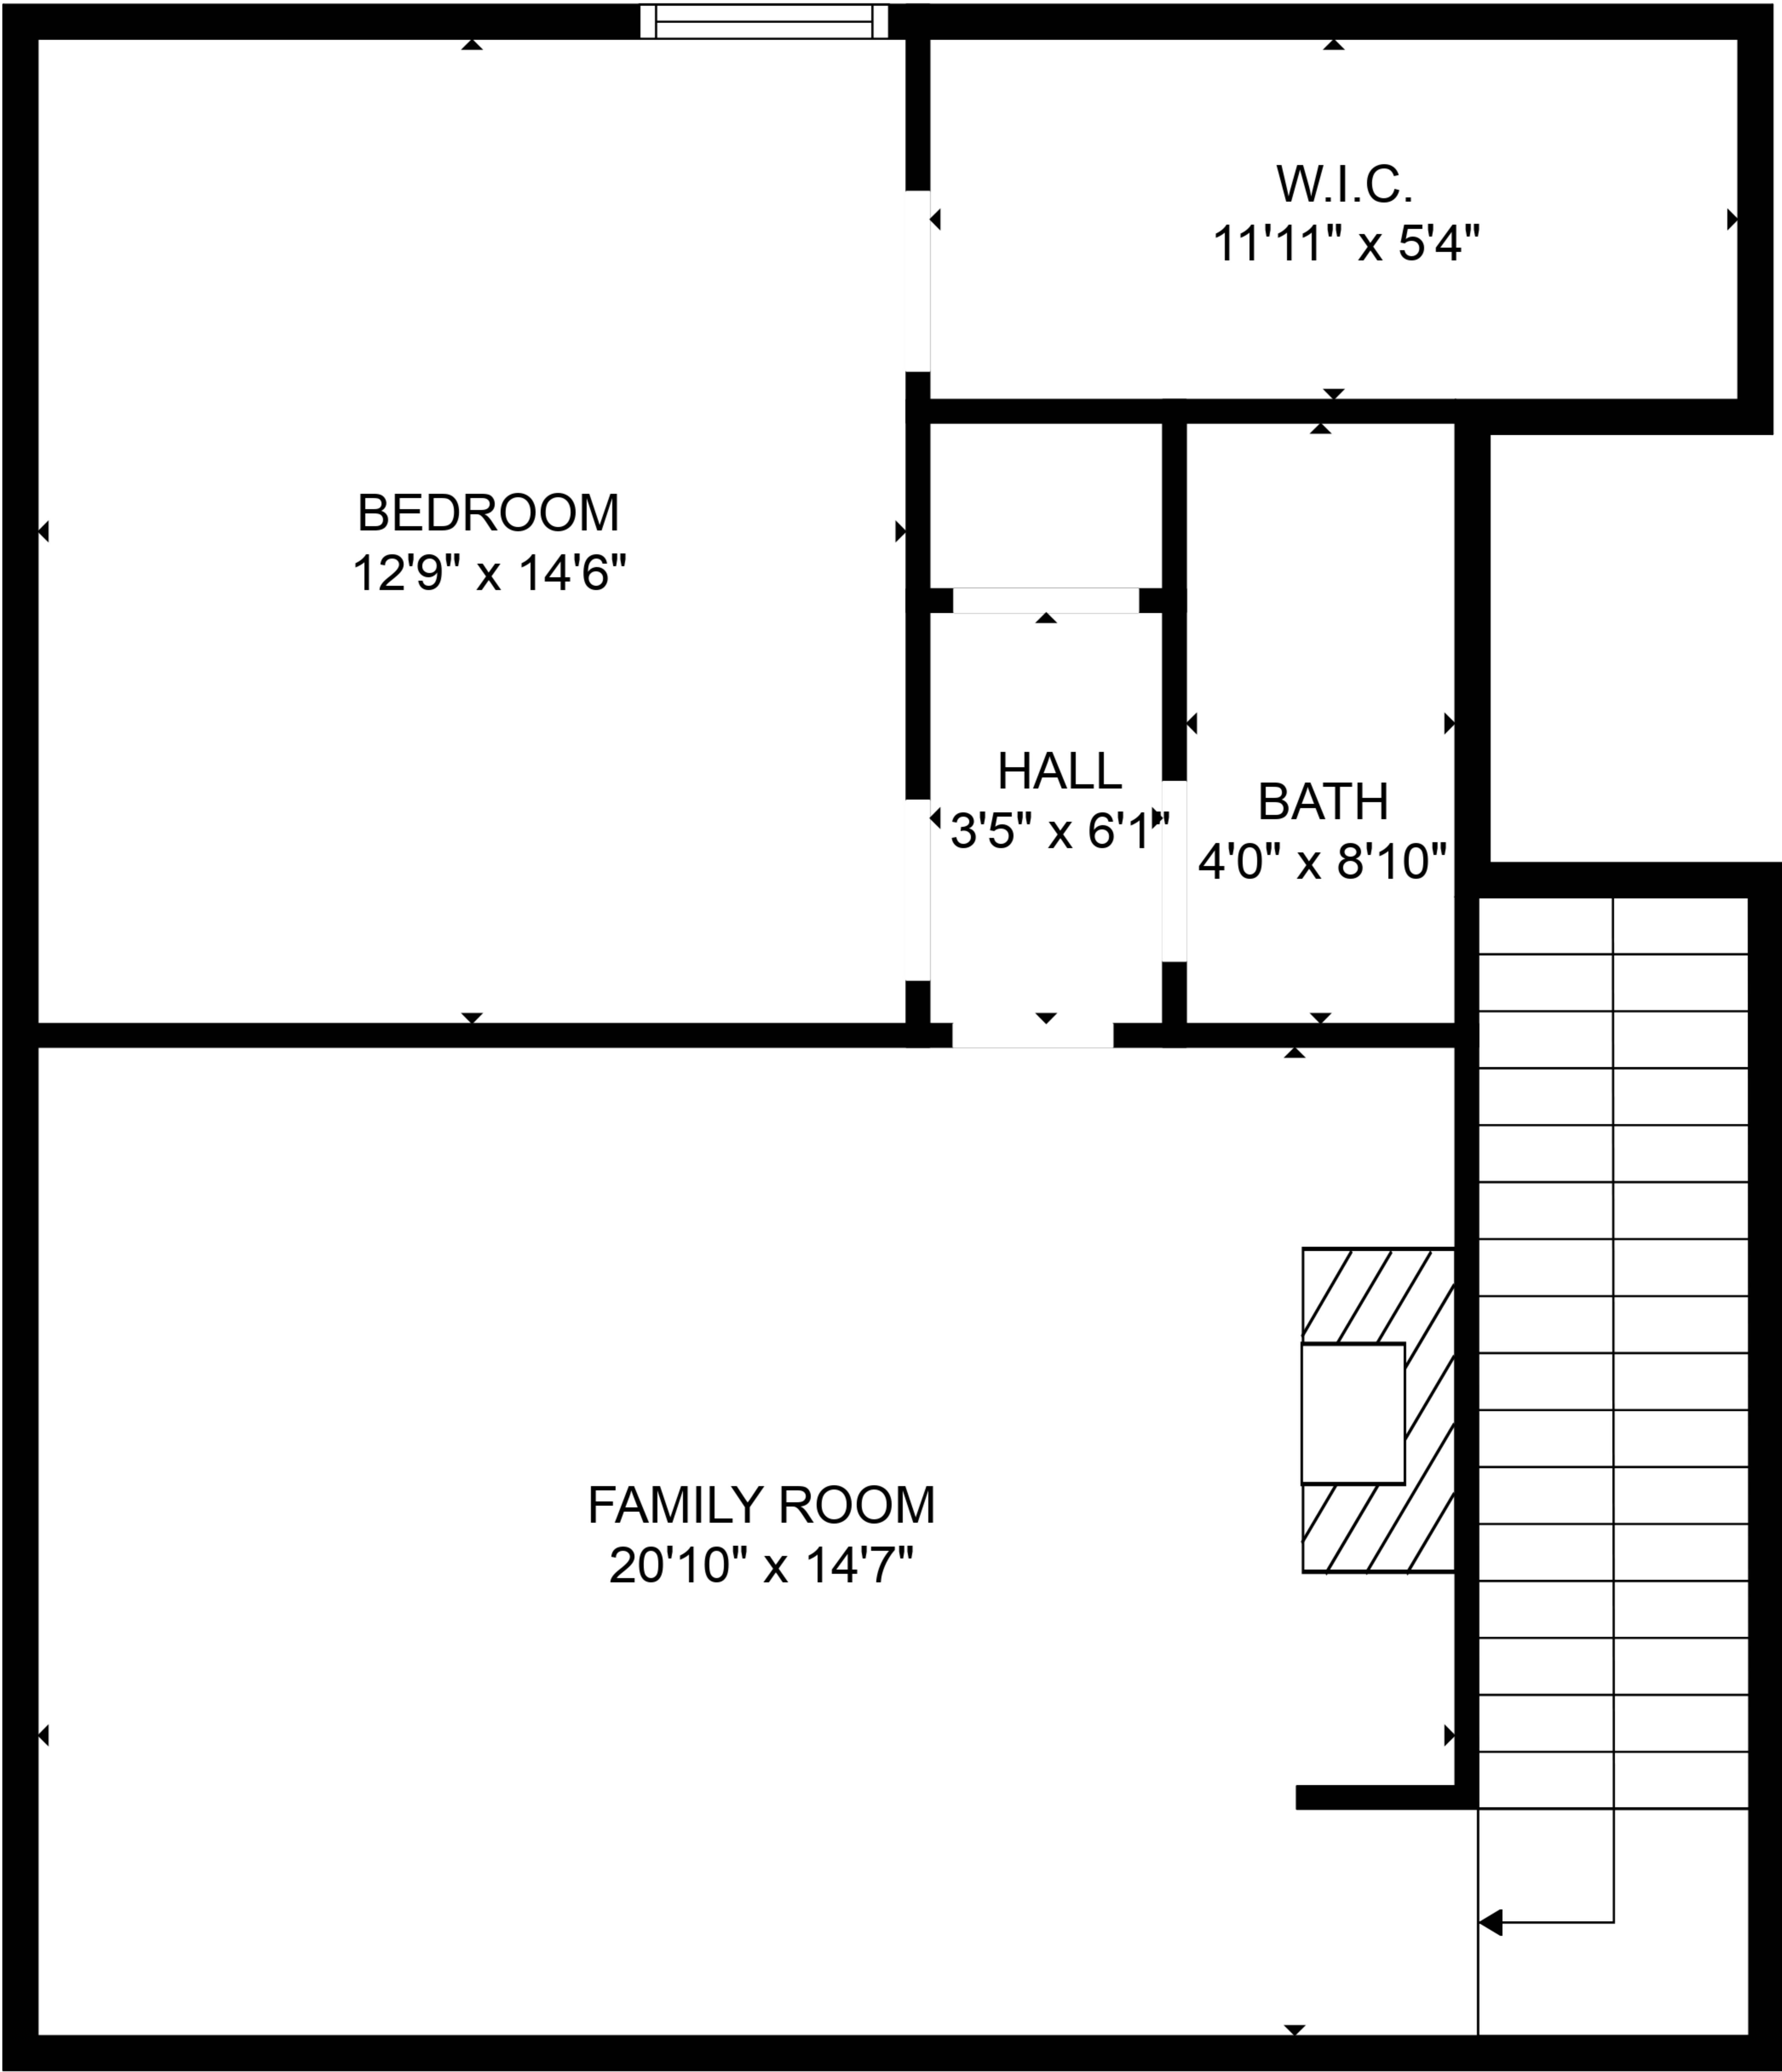 W.I.C.
11'11" x 5'4"
BEDROOM
12'9" x 14'6"
HALL
3'5" x 6'1"
BATH
4'0" x 8'10"
FAMILY ROOM
20'10" x 14'7"